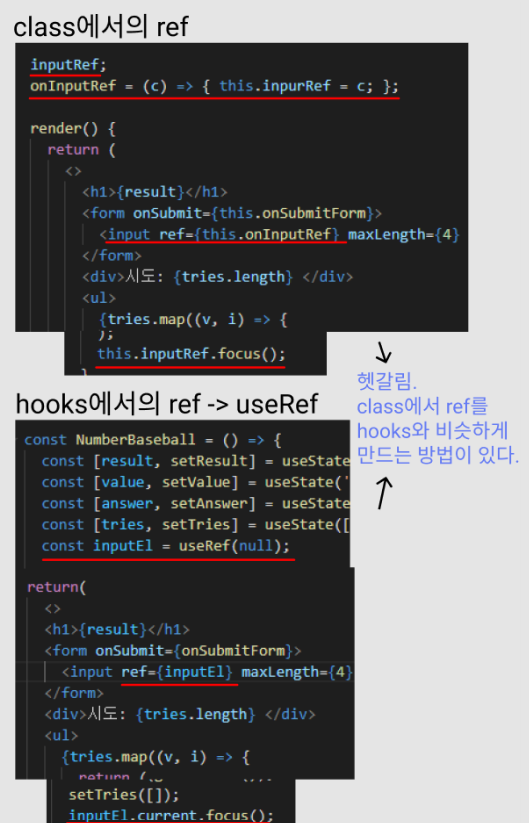 class에서의 ref
inputRef;
onInputRef = (c) => { this.inpurRef = c; };
render() {
return (
<>
<h1>{result}</h1>
<form onSubmit={this.onSubmitForm}>
<input ref={this.onInputRef} maxLength={4}
</form>
<div>시도: {tries.length} </div>
<ul>
{tries.map((v, i) => {
);
this.inputRef.focus();
헷갈림.
class에서 ref를
hooks와 비슷하게
만드는 방법이 있다.
hooks에서의 ref -> useRef
const NumberBaseball = () => {
const [result, setResult] = useState
const [value, setValue] = useState('
const [answer, setAnswer] = useState
const [tries, setTries] = useState([
const inputEl = useRef(null);
return(
<>
<h1>{result}</h1>
<form onSubmit={onSubmitForm}>
<input ref={inputEl} maxLength={4}
</form>
<div>시도: {tries.length} </div>
<ul>
{tries.map((v, i) => {
return
setTries([]);
inputEl.current.focus();